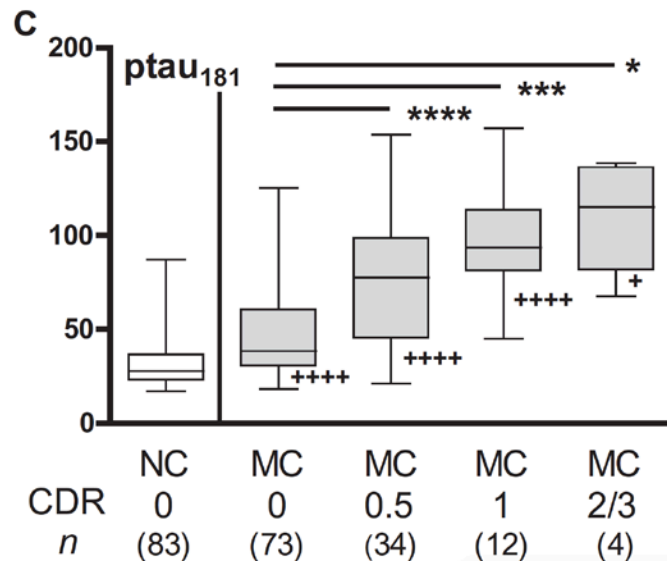 C
200
ptau181
*
***
****
150
100
50
0
++++
++++
++++
+
NC MC MC MC MC
CDR 0 0 0.5 1 2/3
n (83) (73) (34) (12) (4)